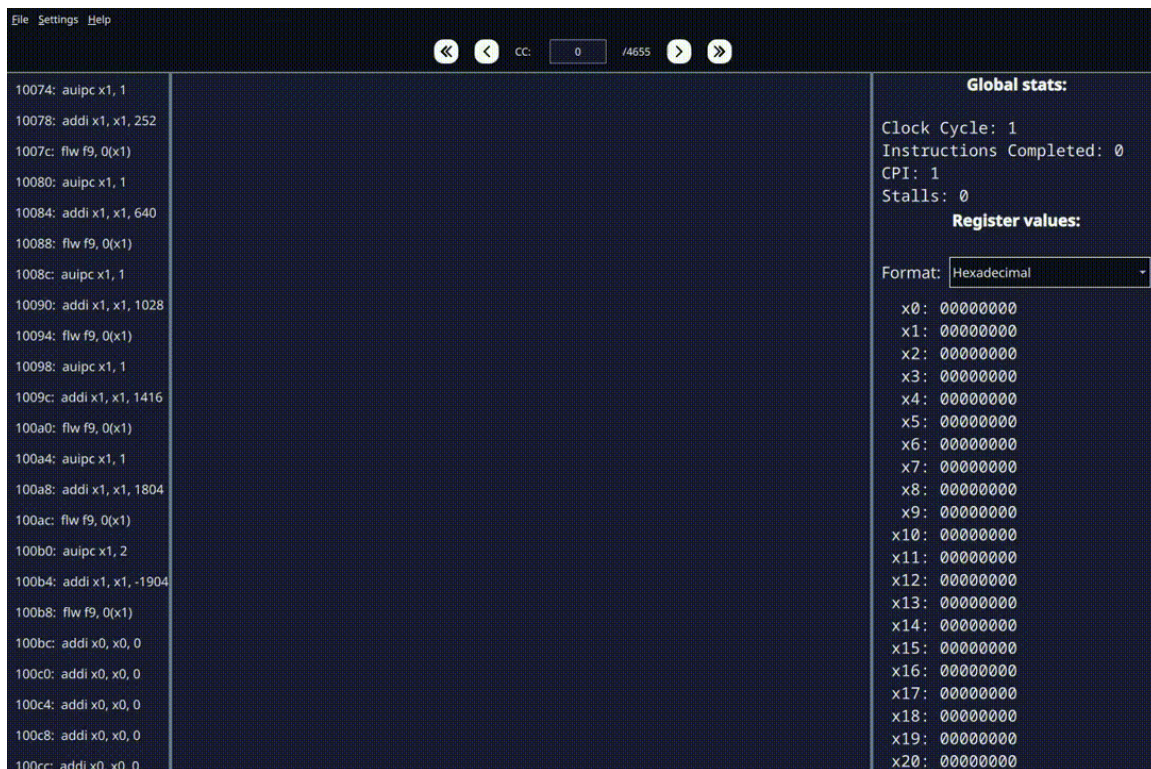 File Settings Help
CC: 0 /4655
10074: auipc x1, 1
10078: addi x1, x1, 252
1007c: flw f9, 0(x1)
10080: auipc x1, 1
10084: addi x1, x1, 640
10088: flw f9, 0(x1)
1008c: auipc x1, 1
10090: addi x1, x1, 1028
10094: flw f9, 0(x1)
10098: auipc x1, 1
1009c: addi x1, x1, 1416
100a0: flw f9, 0(x1)
100a4: auipc x1, 1
100a8: addi x1, x1, 1804
100ac: flw f9, 0(x1)
100b0: auipc x1, 2
100b4: addi x1, x1, -1904
100b8: flw f9, 0(x1)
100bc: addi x0, x0, 0
100c0: addi x0, x0, 0
100c4: addi x0, x0, 0
100c8: addi x0, x0, 0
100cc: addi x0, x0, 0
Global stats:
Clock Cycle: 1
Instructions Completed: 0
CPI: 1
Stalls: 0
Register values:
Format: Hexadecimal
x0: 00000000
x1: 00000000
x2: 00000000
x3: 00000000
x4: 00000000
x5: 00000000
x6: 00000000
x7: 00000000
x8: 00000000
x9: 00000000
x10: 00000000
x11: 00000000
x12: 00000000
x13: 00000000
x14: 00000000
x15: 00000000
x16: 00000000
x17: 00000000
x18: 00000000
x19: 00000000
x20: 00000000